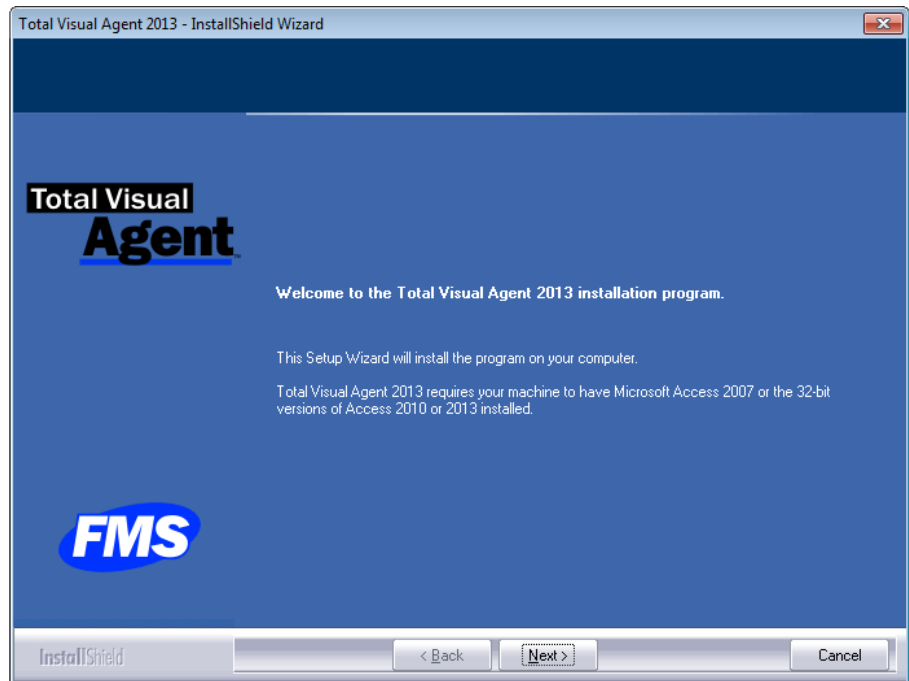 Total Visual Agent 2013 - InstallShield Wizard
Total Visual
Agent™
Welcome to the Total Visual Agent 2013 installation program.
This Setup Wizard will install the program on your computer.
Total Visual Agent 2013 requires your machine to have Microsoft Access 2007 or the 32-bit
versions of Access 2010 or 2013 installed.
FMS
InstallShield
< Back
Next >
Cancel